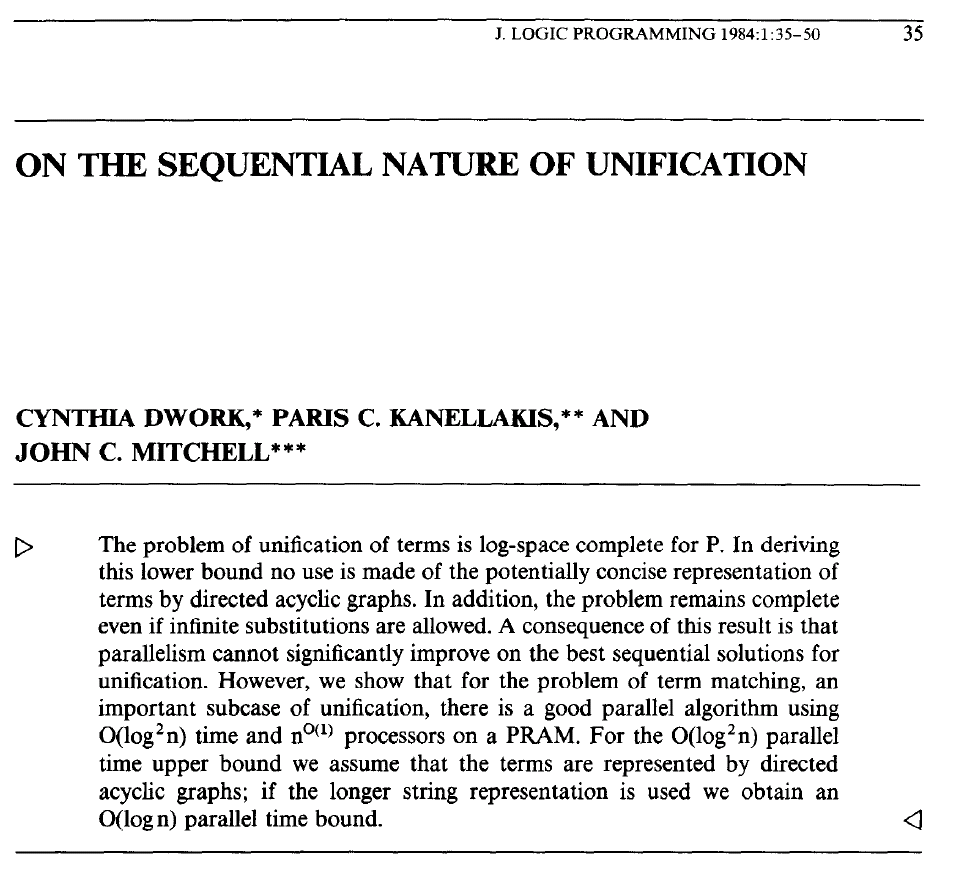 J. LOGIC PROGRAMMING 1984:1:35–50 35
ON THE SEQUENTIAL NATURE OF UNIFICATION
CYNTHIA DWORK,* PARIS C. KANELLAKIS,** AND
JOHN C. MITCHELL***
▷ The problem of unification of terms is log-space complete for P. In deriving
this lower bound no use is made of the potentially concise representation of
terms by directed acyclic graphs. In addition, the problem remains complete
even if infinite substitutions are allowed. A consequence of this result is that
parallelism cannot significantly improve on the best sequential solutions for
unification. However, we show that for the problem of term matching, an
important subcase of unification, there is a good parallel algorithm using
O(log²n) time and nᴼ⁽¹⁾ processors on a PRAM. For the O(log²n) parallel
time upper bound we assume that the terms are represented by directed
acyclic graphs; if the longer string representation is used we obtain an
O(log n) parallel time bound. ◁